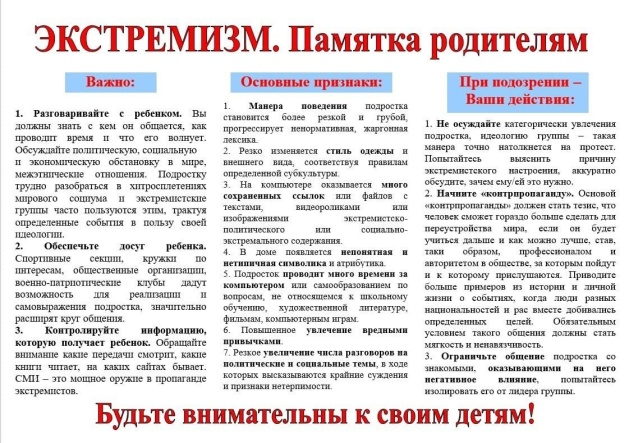 ЭКСТРЕМИЗМ. Памятка родителям
Важно:
1. Разговаривайте с ребенком. Вы
должны знать с кем он общается, как
проводит время и что его волнует.
Обсуждайте политическую, социальную
и экономическую обстановку в мире,
межэтнические отношения. Подростку
трудно разобраться в хитросплетениях
мирового социума и экстремистские
группы часто пользуются этим, трактуя
определенные события в пользу своей
идеологии.
2. Обеспечьте досуг ребенка.
Спортивные секции, кружки по
интересам, общественные организации,
военно-патриотические клубы дадут
возможность для реализации и
самовыражения подростка, значительно
расширят круг общения.
3. Контролируйте информацию,
которую получает ребенок. Обращайте
внимание какие передачи смотрит, какие
книги читает, на каких сайтах бывает.
СМИ – это мощное оружие в пропаганде
экстремистов.
Основные признаки:
1. Манера поведения подростка
становится более резкой и грубой,
прогрессирует ненормативная, жаргонная
лексика.
2. Резко изменяется стиль одежды и
внешнего вида, соответствуя правилам
определенной субкультуры.
3. На компьютере оказывается много
сохраненных ссылок или файлов с
текстами, видеороликами или
изображениями экстремистско-
политического или социально-
экстремального содержания.
4. В доме появляется непонятная и
нетипичная символика и атрибутика.
5. Подросток проводит много времени за
компьютером или самообразованием по
вопросам, не относящемся к школьному
обучению, художественной литературе,
фильмам, компьютерным играм.
6. Повышенное увлечение вредными
привычками.
7. Резкое увеличение числа разговоров на
политические и социальные темы, в ходе
которых высказываются крайние суждения
и признаки нетерпимости.
При подозрении –
Ваши действия:
1. Не осуждайте категорически увлечения
подростка, идеологию группы – такая
манера точно натолкнется на протест.
Попытайтесь выяснить причину
экстремистского настроения, аккуратно
обсудите, зачем ему/ей это нужно.
2. Начните «контрпропаганду». Основой
«контрпропаганды» должен стать тезис, что
человек сможет гораздо больше сделать для
переустройства мира, если он будет
учиться дальше и как можно лучше, став,
таки образом, профессионалом и
авторитетом в обществе, за которым пойдут
и к которому прислушаются. Приводите
больше примеров из истории и личной
жизни о событиях, когда люди разных
национальностей и рас вместе добивались
определенных целей. Обязательным
условием такого общения должны стать
мягкость и ненавязчивость.
3. Ограничьте общение подростка со
знакомыми, оказывающими на него
негативное влияние, попытайтесь
изолировать его от лидера группы.
Будьте внимательны к своим детям!